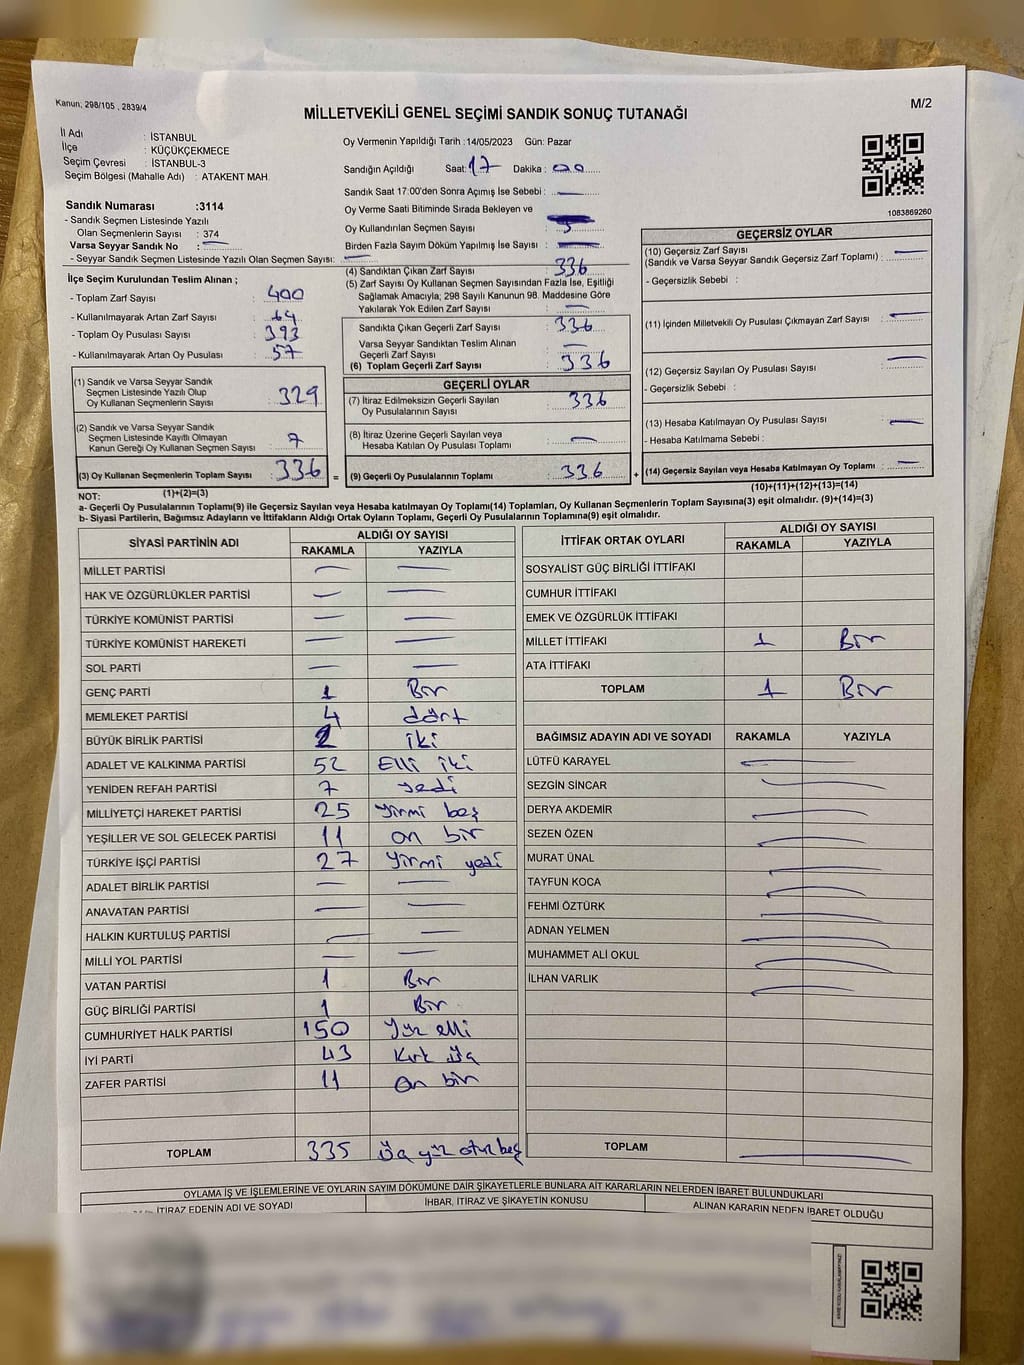 Kanun; 298/105 , 2839/4
M/2
MİLLETVEKİLİ GENEL SEÇİMİ SANDIK SONUÇ TUTANAĞI
İl Adı : İSTANBUL
İlçe : KÜÇÜKÇEKMECE
Seçim Çevresi : İSTANBUL-3
Seçim Bölgesi (Mahalle Adı) : ATAKENT MAH.
Oy Vermenin Yapıldığı Tarih :14/05/2023 Gün: Pazar
Sandığın Açıldığı Saat: 17 Dakika : 00
Sandık Saat 17:00'den Sonra Açımış İse Sebebi : —
Oy Verme Saati Bitiminde Sırada Bekleyen ve
Oy Kullandırılan Seçmen Sayısı :
Birden Fazla Sayım Döküm Yapılmış İse Sayısı : —
Sandık Numarası :3114
- Sandık Seçmen Listesinde Yazılı
Olan Seçmenlerin Sayısı : 374
Varsa Seyyar Sandık No : —
- Seyyar Sandık Seçmen Listesinde Yazılı Olan Seçmen Sayısı: —
1083869260
İlçe Seçim Kurulundan Teslim Alınan ;
- Toplam Zarf Sayısı : 400
- Kullanılmayarak Artan Zarf Sayısı : 64
- Toplam Oy Pusulası Sayısı : 393
- Kullanılmayarak Artan Oy Pusulası : 57
(1) Sandık ve Varsa Seyyar Sandık
Seçmen Listesinde Yazılı Olup
Oy Kullanan Seçmenlerin Sayısı : 329
(2) Sandık ve Varsa Seyyar Sandık
Seçmen Listesinde Kayıtlı Olmayan
Kanun Gereği Oy Kullanan Seçmen Sayısı : 7
(3) Oy Kullanan Seçmenlerin Toplam Sayısı : 336 =
(1)+(2)=(3)
(4) Sandıktan Çıkan Zarf Sayısı : 336
(5) Zarf Sayısı Oy Kullanan Seçmen Sayısından Fazla İse, Eşitliği
Sağlamak Amacıyla; 298 Sayılı Kanunun 98. Maddesine Göre
Yakılarak Yok Edilen Zarf Sayısı : —
Sandıkta Çıkan Geçerli Zarf Sayısı : 336
Varsa Seyyar Sandıktan Teslim Alınan
Geçerli Zarf Sayısı : —
(6) Toplam Geçerli Zarf Sayısı : 336
GEÇERLİ OYLAR
(7) İtiraz Edilmeksizin Geçerli Sayılan
Oy Pusulalarının Sayısı : 336
(8) İtiraz Üzerine Geçerli Sayılan veya
Hesaba Katılan Oy Pusulası Toplamı : —
(9) Geçerli Oy Pusulalarının Toplamı : 336 +
GEÇERSİZ OYLAR
(10) Geçersiz Zarf Sayısı
(Sandık ve Varsa Seyyar Sandık Geçersiz Zarf Toplamı) : —
- Geçersizlik Sebebi :
(11) İçinden Milletvekili Oy Pusulası Çıkmayan Zarf Sayısı : —
(12) Geçersiz Sayılan Oy Pusulası Sayısı : —
- Geçersizlik Sebebi :
(13) Hesaba Katılmayan Oy Pusulası Sayısı : —
- Hesaba Katılmama Sebebi :
(14) Geçersiz Sayılan veya Hesaba Katılmayan Oy Toplamı : —
(10)+(11)+(12)+(13)=(14)
NOT:
a- Geçerli Oy Pusulalarının Toplamı(9) ile Geçersiz Sayılan veya Hesaba katılmayan Oy Toplamı(14) Toplamları, Oy Kullanan Seçmenlerin Toplam Sayısına(3) eşit olmalıdır. (9)+(14)=(3)
b- Siyasi Partilerin, Bağımsız Adayların ve İttifakların Aldığı Ortak Oyların Toplamı, Geçerli Oy Pusulalarının Toplamına(9) eşit olmalıdır.
SİYASİ PARTİNİN ADI ALDIĞI OY SAYISI
RAKAMLA YAZIYLA
MİLLET PARTİSİ — —
HAK VE ÖZGÜRLÜKLER PARTİSİ — —
TÜRKİYE KOMÜNİST PARTİSİ — —
TÜRKİYE KOMÜNİST HAREKETİ — —
SOL PARTİ — —
GENÇ PARTİ 1 Bir
MEMLEKET PARTİSİ 4 dört
BÜYÜK BİRLİK PARTİSİ 2 iki
ADALET VE KALKINMA PARTİSİ 52 Elli iki
YENİDEN REFAH PARTİSİ 7 yedi
MİLLİYETÇİ HAREKET PARTİSİ 25 yirmi beş
YEŞİLLER VE SOL GELECEK PARTİSİ 11 on bir
TÜRKİYE İŞÇİ PARTİSİ 27 yirmi yedi
ADALET BİRLİK PARTİSİ — —
ANAVATAN PARTİSİ — —
HALKIN KURTULUŞ PARTİSİ — —
MİLLİ YOL PARTİSİ — —
VATAN PARTİSİ 1 Bir
GÜÇ BİRLİĞİ PARTİSİ 1 Bir
CUMHURİYET HALK PARTİSİ 150 Yüz elli
İYİ PARTİ 43 Kırk Üç
ZAFER PARTİSİ 11 on bir
TOPLAM 335 Üç yüz otuz beş
İTTİFAK ORTAK OYLARI ALDIĞI OY SAYISI
RAKAMLA YAZIYLA
SOSYALİST GÜÇ BİRLİĞİ İTTİFAKI
CUMHUR İTTİFAKI
EMEK VE ÖZGÜRLÜK İTTİFAKI
MİLLET İTTİFAKI 1 Bir
ATA İTTİFAKI
TOPLAM 1 Bir
BAĞIMSIZ ADAYIN ADI VE SOYADI RAKAMLA YAZIYLA
LÜTFÜ KARAYEL —
SEZGİN SİNCAR —
DERYA AKDEMİR —
SEZEN ÖZEN —
MURAT ÜNAL —
TAYFUN KOCA —
FEHMİ ÖZTÜRK —
ADNAN YELMEN —
MUHAMMET ALİ OKUL —
İLHAN VARLIK —
TOPLAM —
OYLAMA İŞ VE İŞLEMLERİNE VE OYLARIN SAYIM DÖKÜMÜNE DAİR ŞİKAYETLERLE BUNLARA AİT KARARLARIN NELERDEN İBARET BULUNDUKLARI
İTİRAZ EDENİN ADI VE SOYADI İHBAR, İTİRAZ VE ŞİKAYETİN KONUSU ALINAN KARARIN NEDEN İBARET OLDUĞU